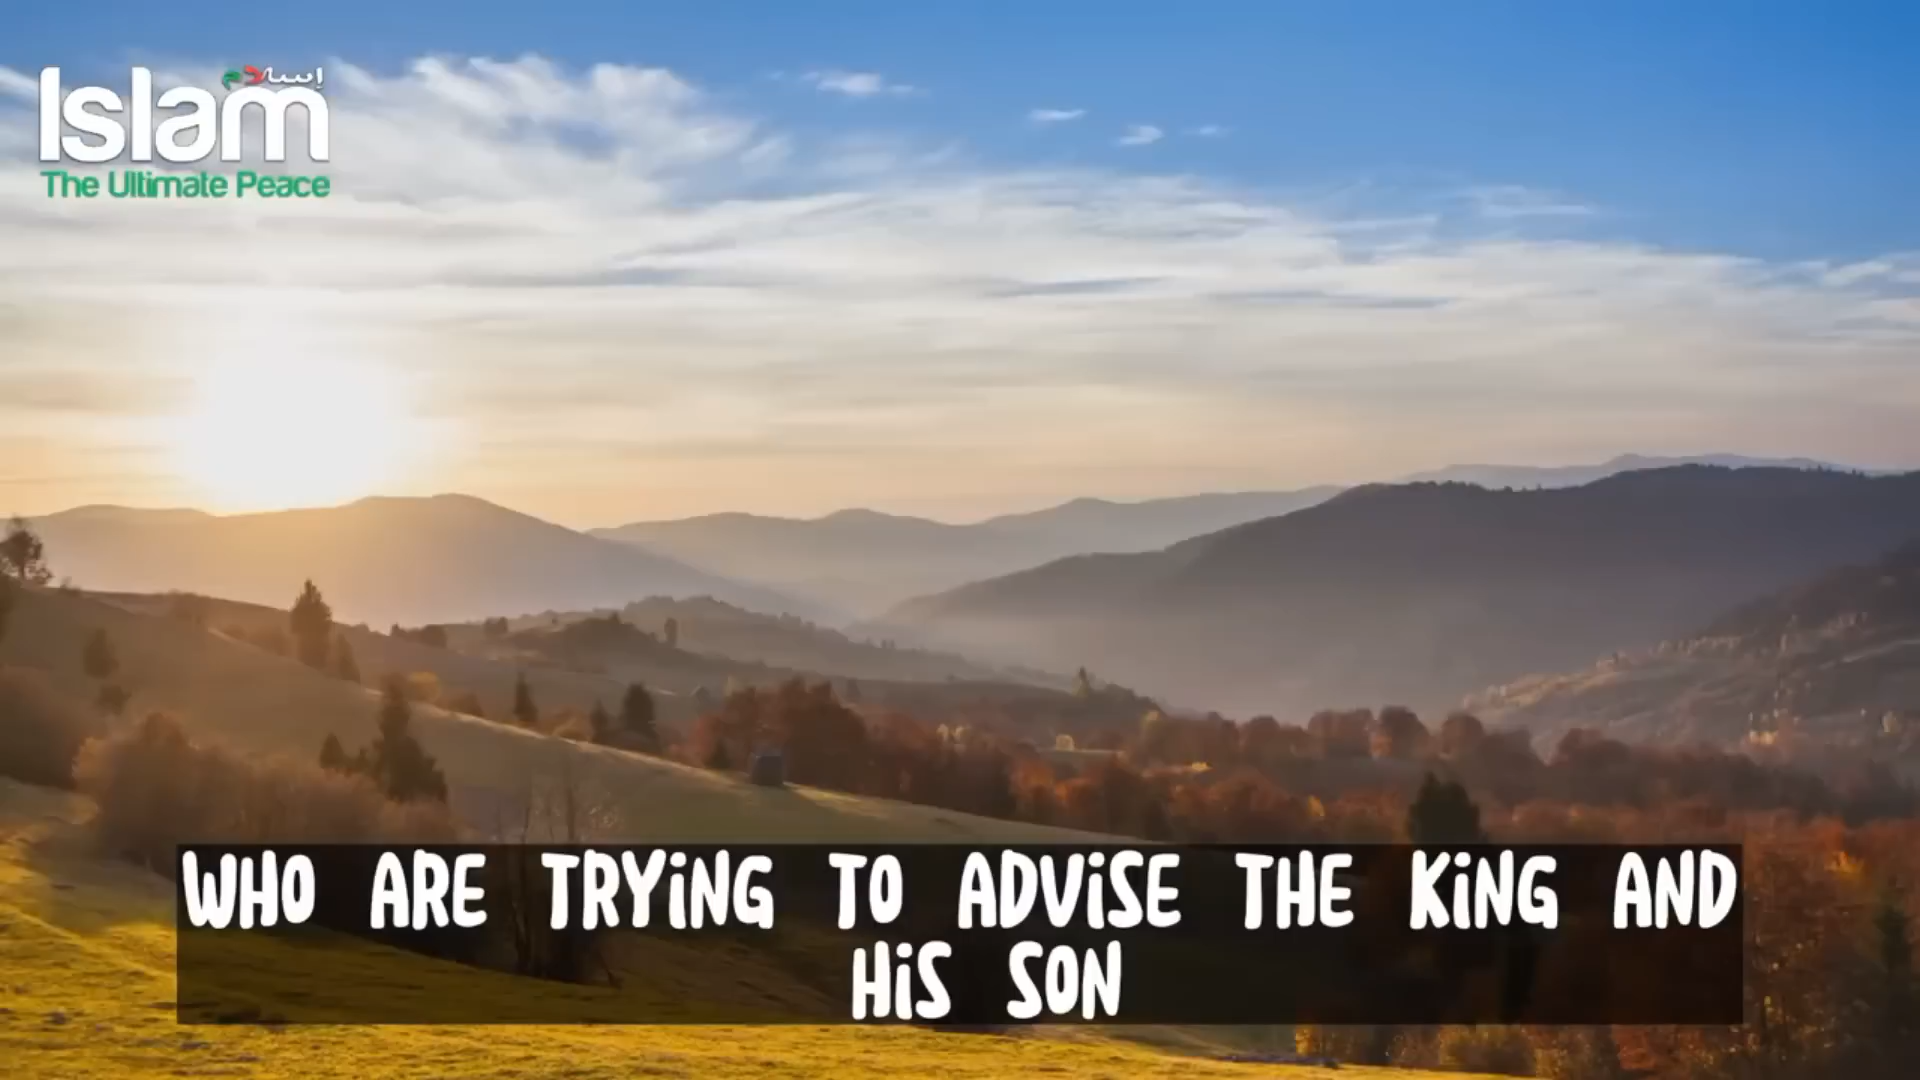 إسلام
Islam
The Ultimate Peace
WHO ARE TRYING TO ADVISE THE KING AND
HIS SON